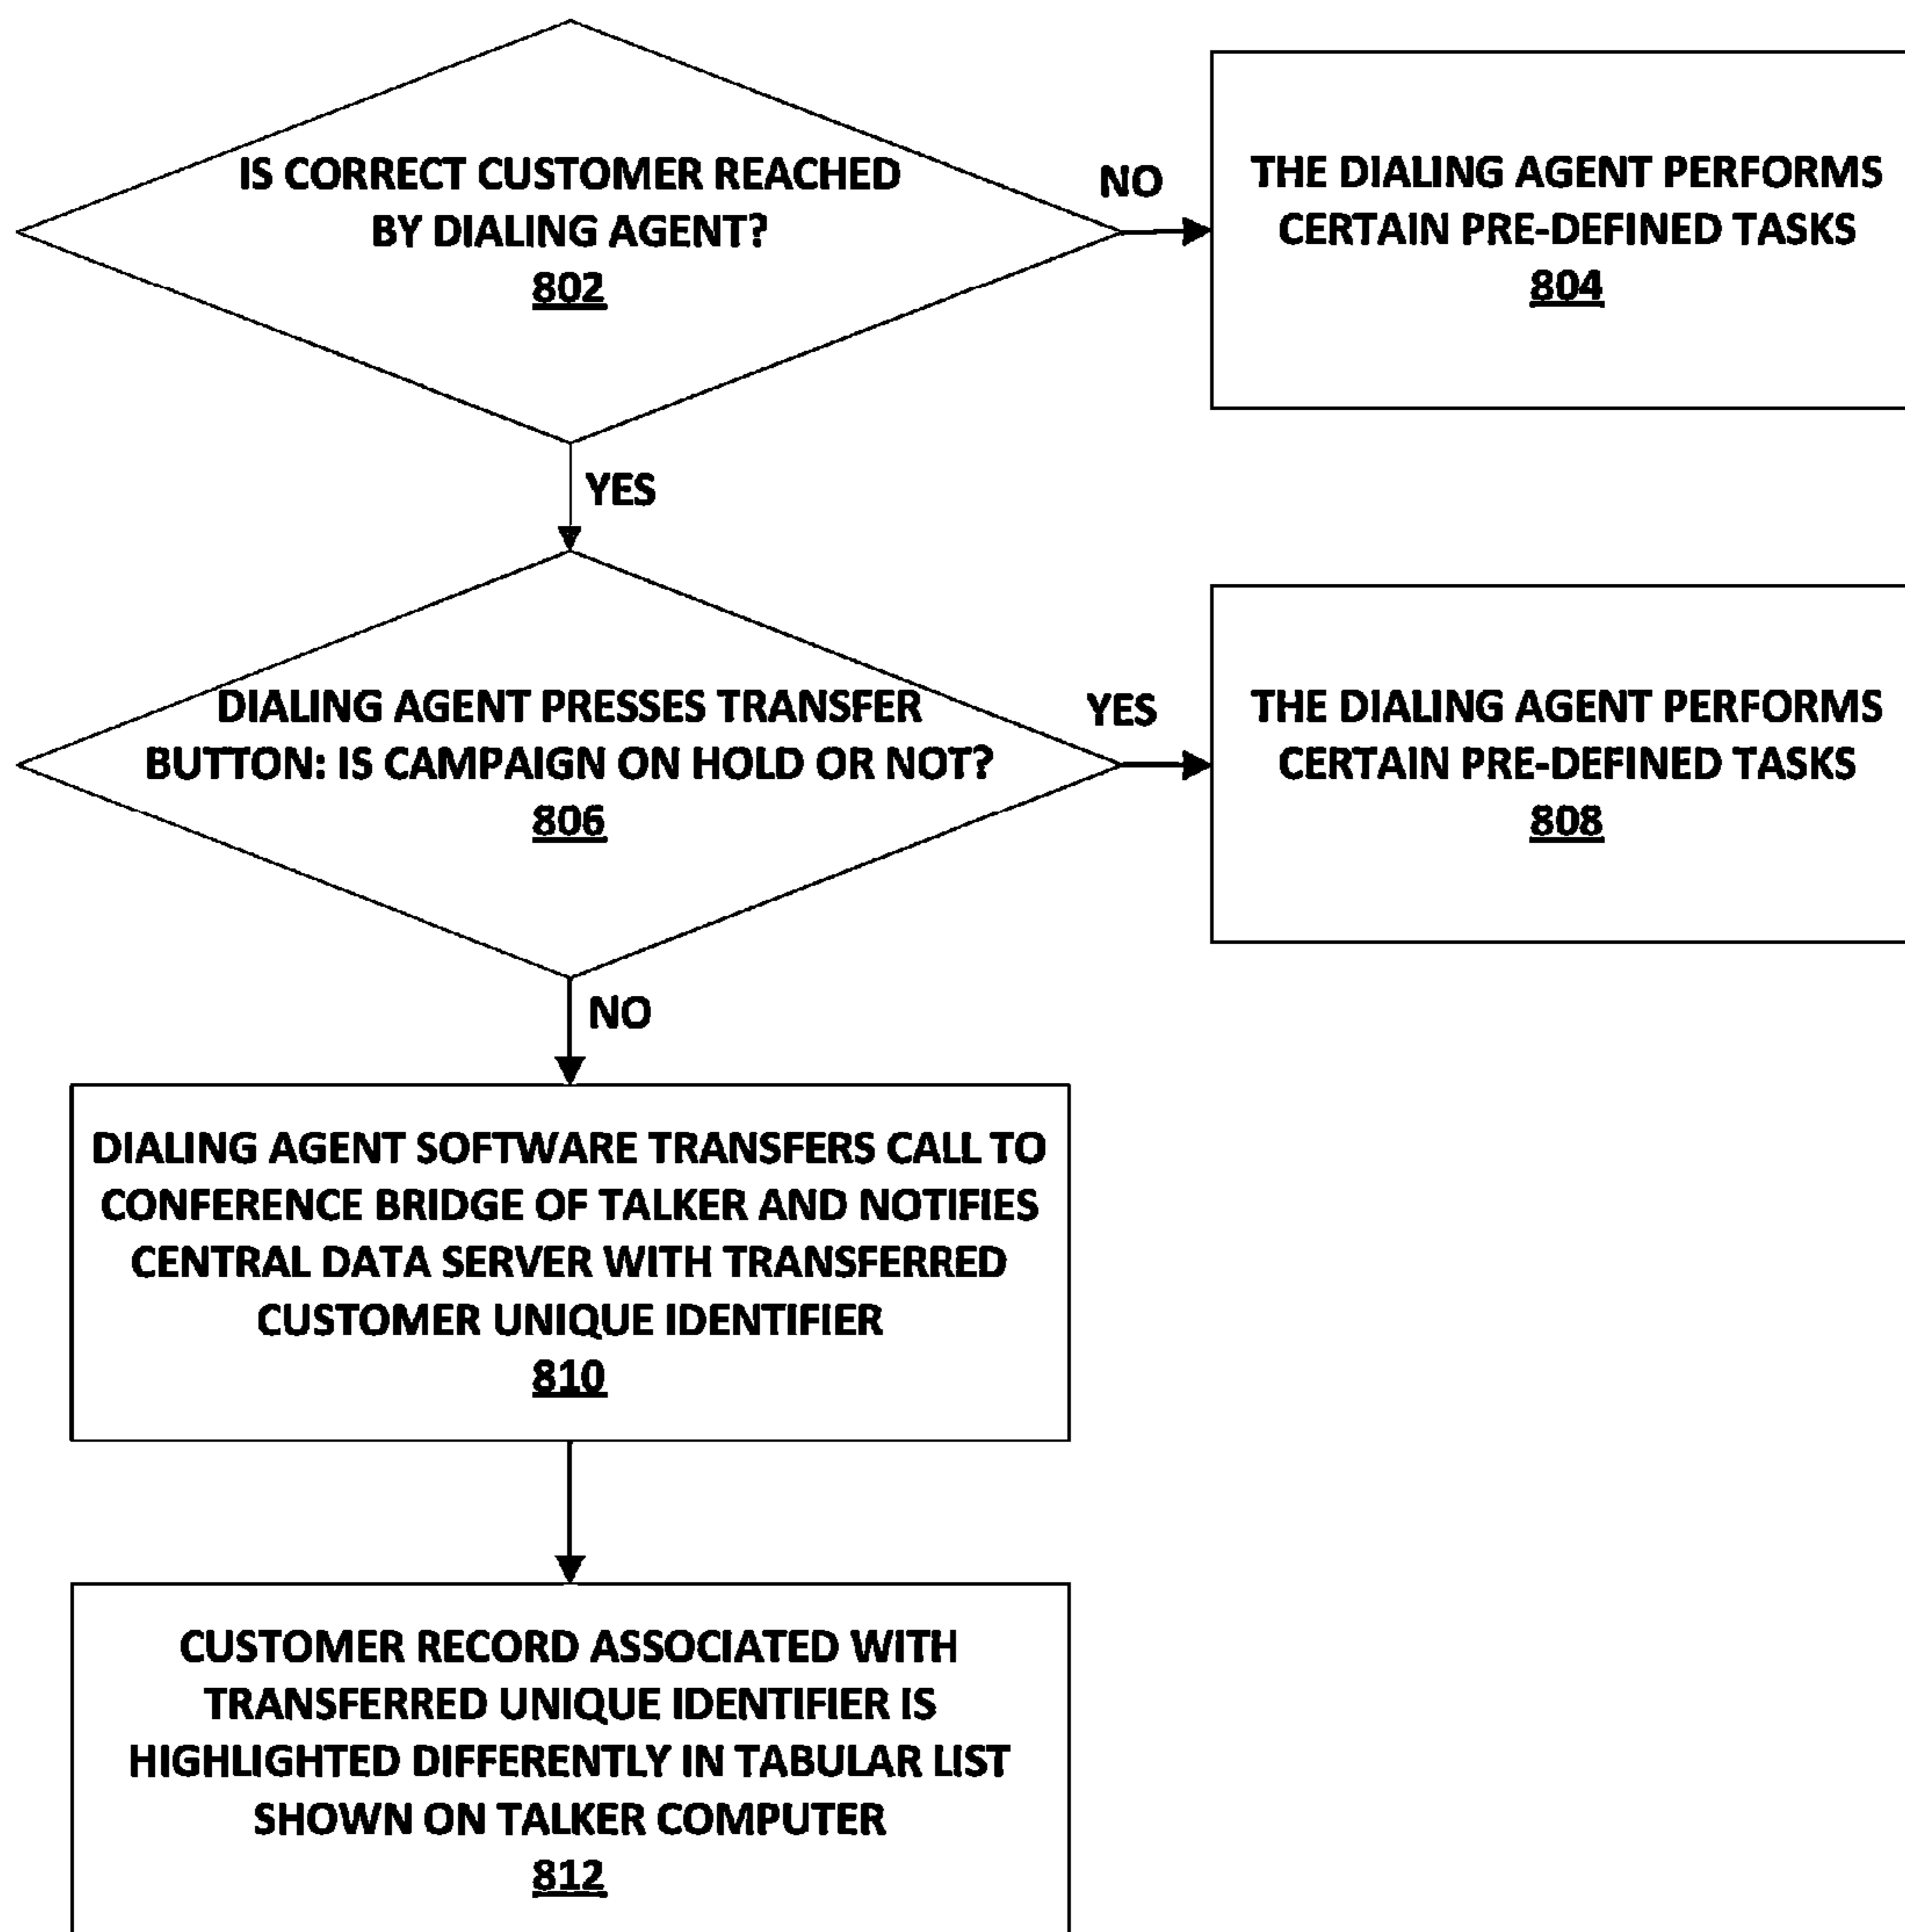 IS CORRECT CUSTOMER REACHED
BY DIALING AGENT?
802
NO
THE DIALING AGENT PERFORMS
CERTAIN PRE-DEFINED TASKS
804
YES
DIALING AGENT PRESSES TRANSFER
BUTTON: IS CAMPAIGN ON HOLD OR NOT?
806
YES
THE DIALING AGENT PERFORMS
CERTAIN PRE-DEFINED TASKS
808
NO
DIALING AGENT SOFTWARE TRANSFERS CALL TO
CONFERENCE BRIDGE OF TALKER AND NOTIFIES
CENTRAL DATA SERVER WITH TRANSFERRED
CUSTOMER UNIQUE IDENTIFIER
810
CUSTOMER RECORD ASSOCIATED WITH
TRANSFERRED UNIQUE IDENTIFIER IS
HIGHLIGHTED DIFFERENTLY IN TABULAR LIST
SHOWN ON TALKER COMPUTER
812